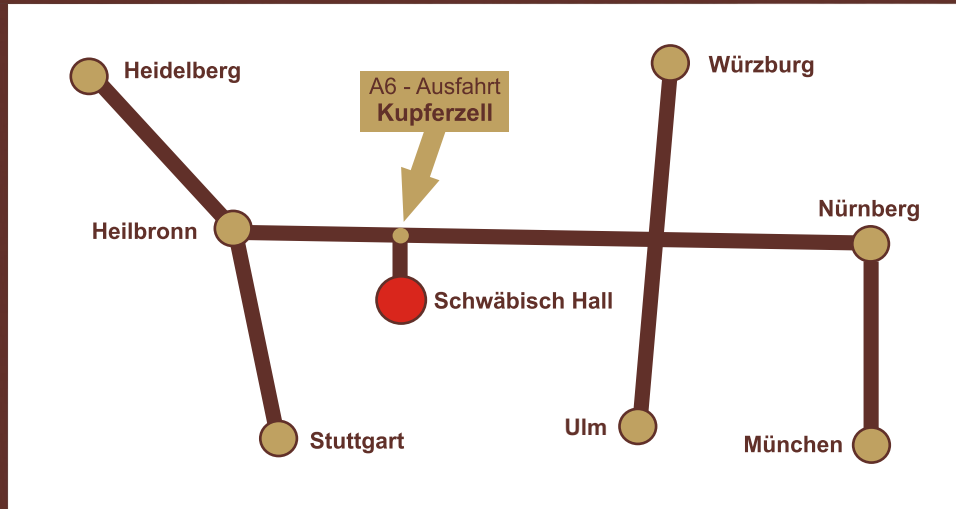 Heidelberg
A6 - Ausfahrt
Kupferzell
Würzburg
Heilbronn
Nürnberg
Schwäbisch Hall
Stuttgart
Ulm
München